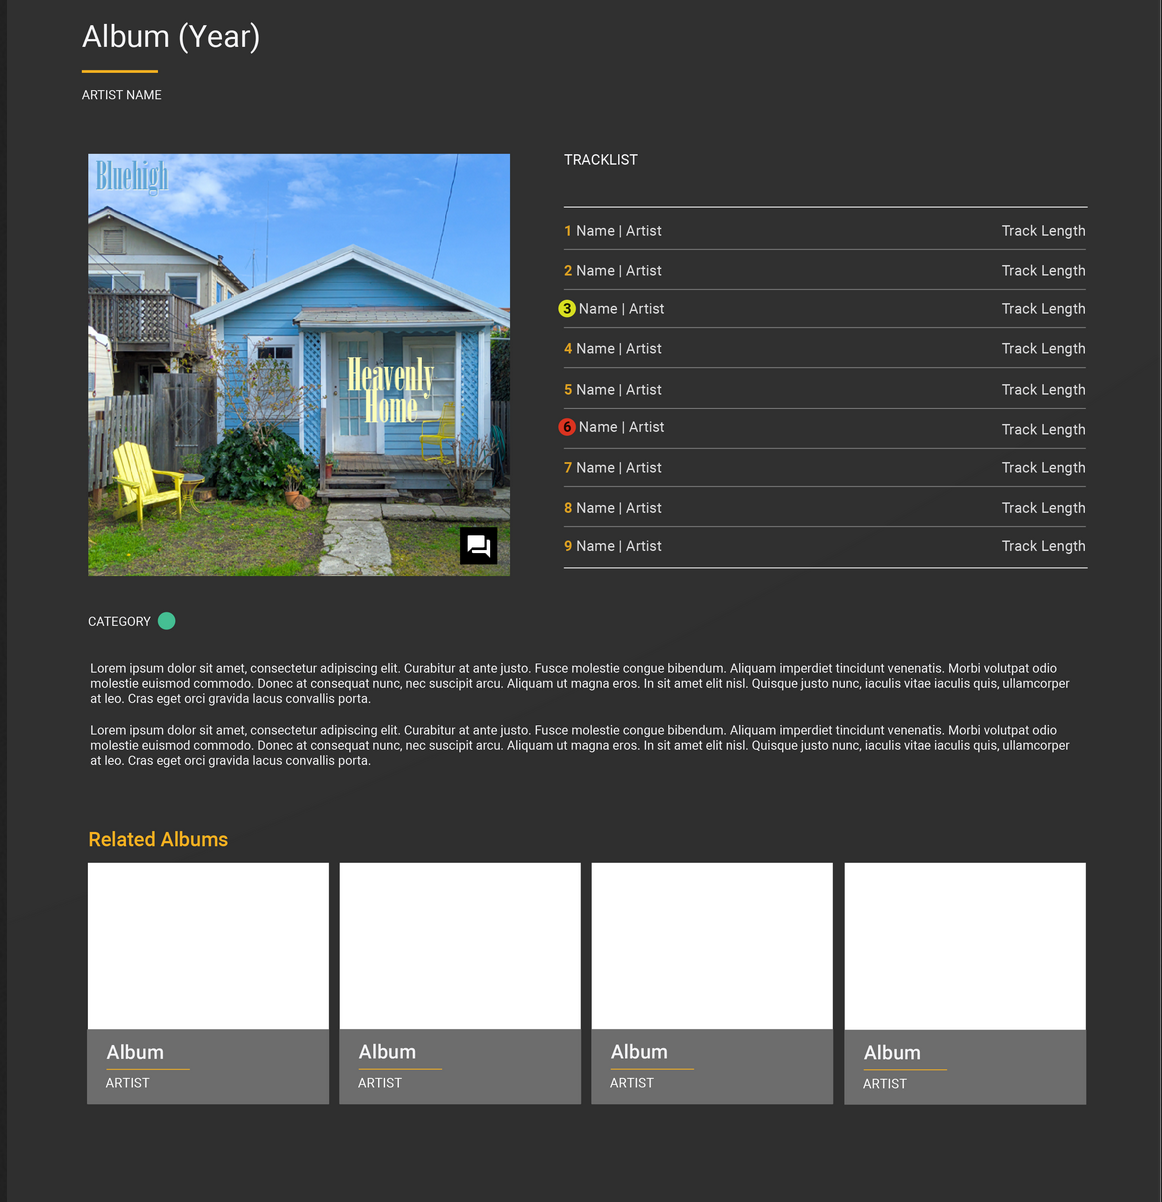 Album (Year)
ARTIST NAME
Bluehigh
Heavenly
Home
TRACKLIST
1 Name | Artist Track Length
2 Name | Artist Track Length
3 Name | Artist Track Length
4 Name | Artist Track Length
5 Name | Artist Track Length
6 Name | Artist Track Length
7 Name | Artist Track Length
8 Name | Artist Track Length
9 Name | Artist Track Length
CATEGORY
Lorem ipsum dolor sit amet, consectetur adipiscing elit. Curabitur at ante justo. Fusce molestie congue bibendum. Aliquam imperdiet tincidunt venenatis. Morbi volutpat odio
molestie euismod commodo. Donec at consequat nunc, nec suscipit arcu. Aliquam ut magna eros. In sit amet elit nisl. Quisque justo nunc, iaculis vitae iaculis quis, ullamcorper
at leo. Cras eget orci gravida lacus convallis porta.
Lorem ipsum dolor sit amet, consectetur adipiscing elit. Curabitur at ante justo. Fusce molestie congue bibendum. Aliquam imperdiet tincidunt venenatis. Morbi volutpat odio
molestie euismod commodo. Donec at consequat nunc, nec suscipit arcu. Aliquam ut magna eros. In sit amet elit nisl. Quisque justo nunc, iaculis vitae iaculis quis, ullamcorper
at leo. Cras eget orci gravida lacus convallis porta.
Related Albums
Album
ARTIST
Album
ARTIST
Album
ARTIST
Album
ARTIST